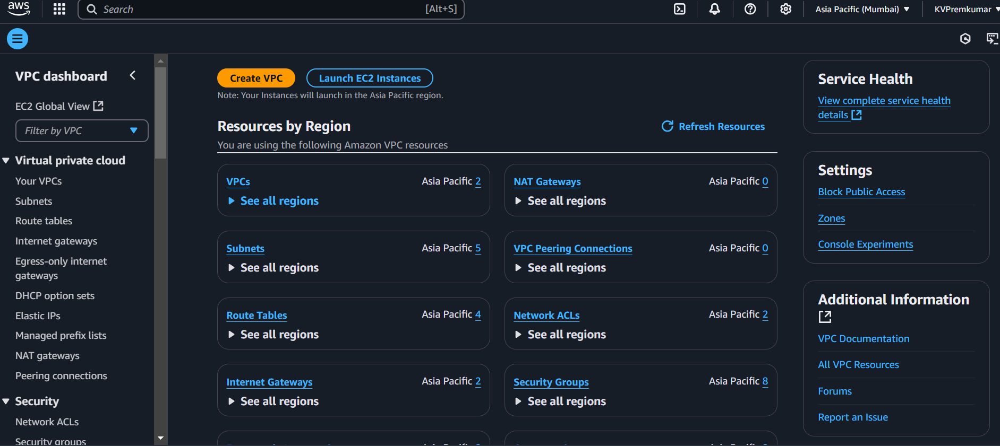 aws
Search
[Alt+S]
Asia Pacific (Mumbai)
KVPremkumar
VPC dashboard
EC2 Global View
Filter by VPC
Virtual private cloud
Your VPCs
Subnets
Route tables
Internet gateways
Egress-only internet
gateways
DHCP option sets
Elastic IPs
Managed prefix lists
NAT gateways
Peering connections
Security
Network ACLs
Security groups
Create VPC
Launch EC2 Instances
Note: Your Instances will launch in the Asia Pacific region.
Resources by Region
Refresh Resources
You are using the following Amazon VPC resources
VPCs
Asia Pacific 2
See all regions
NAT Gateways
Asia Pacific 0
See all regions
Subnets
Asia Pacific 5
See all regions
VPC Peering Connections
Asia Pacific 0
See all regions
Route Tables
Asia Pacific 4
See all regions
Network ACLs
Asia Pacific 2
See all regions
Internet Gateways
Asia Pacific 2
See all regions
Security Groups
Asia Pacific 8
See all regions
Service Health
View complete service health
details
Settings
Block Public Access
Zones
Console Experiments
Additional Information
VPC Documentation
All VPC Resources
Forums
Report an Issue